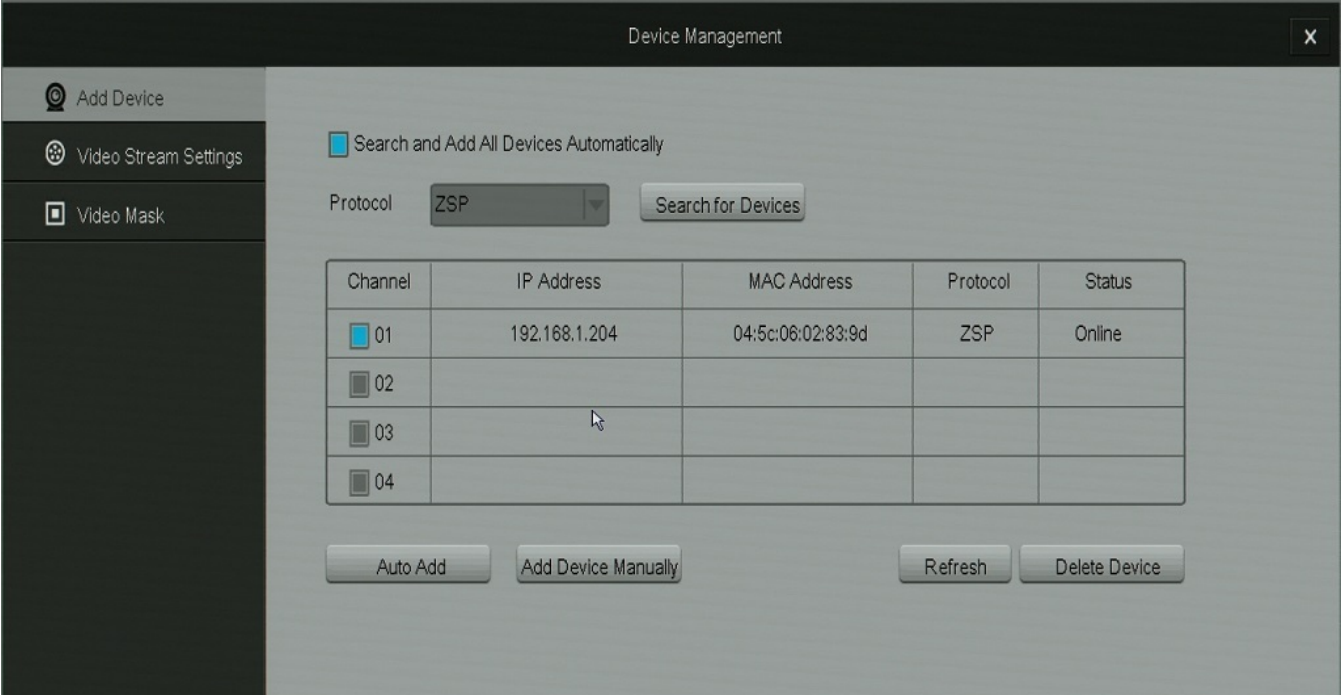 Device Management
X
Add Device
Video Stream Settings
Video Mask
Search and Add All Devices Automatically
Protocol ZSP Search for Devices
Channel IP Address MAC Address Protocol Status
01 192.168.1.204 04:5c:06:02:83:9d ZSP Online
02
03
04
Auto Add Add Device Manually Refresh Delete Device